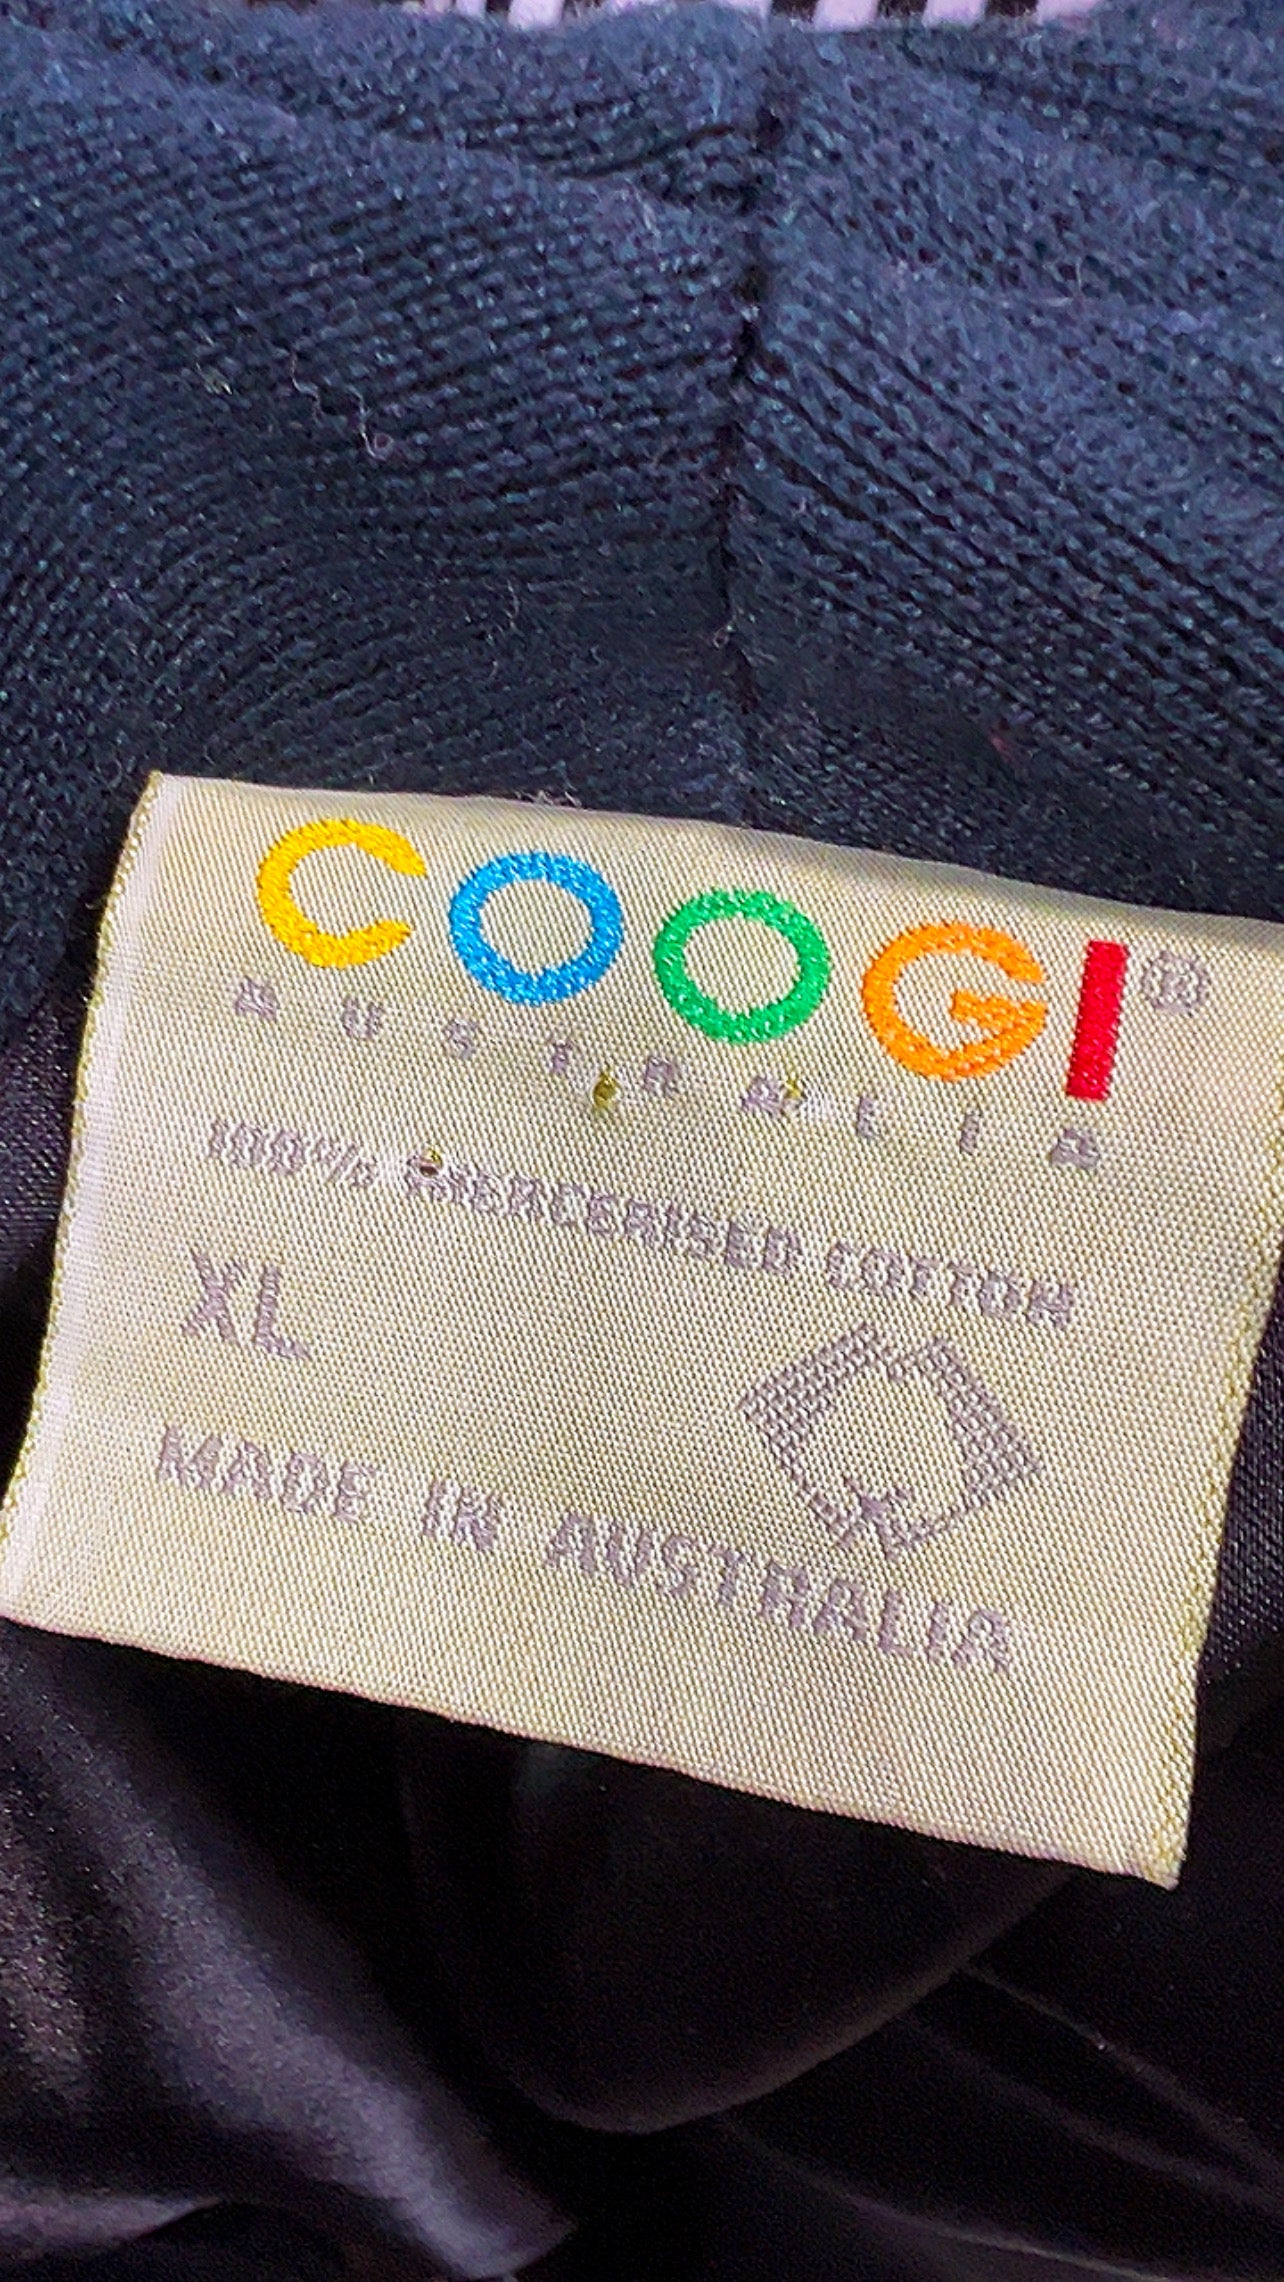 COOGI®
AUSTRALIA
100% MERCERISED COTTON
XL
MADE IN AUSTRALIA